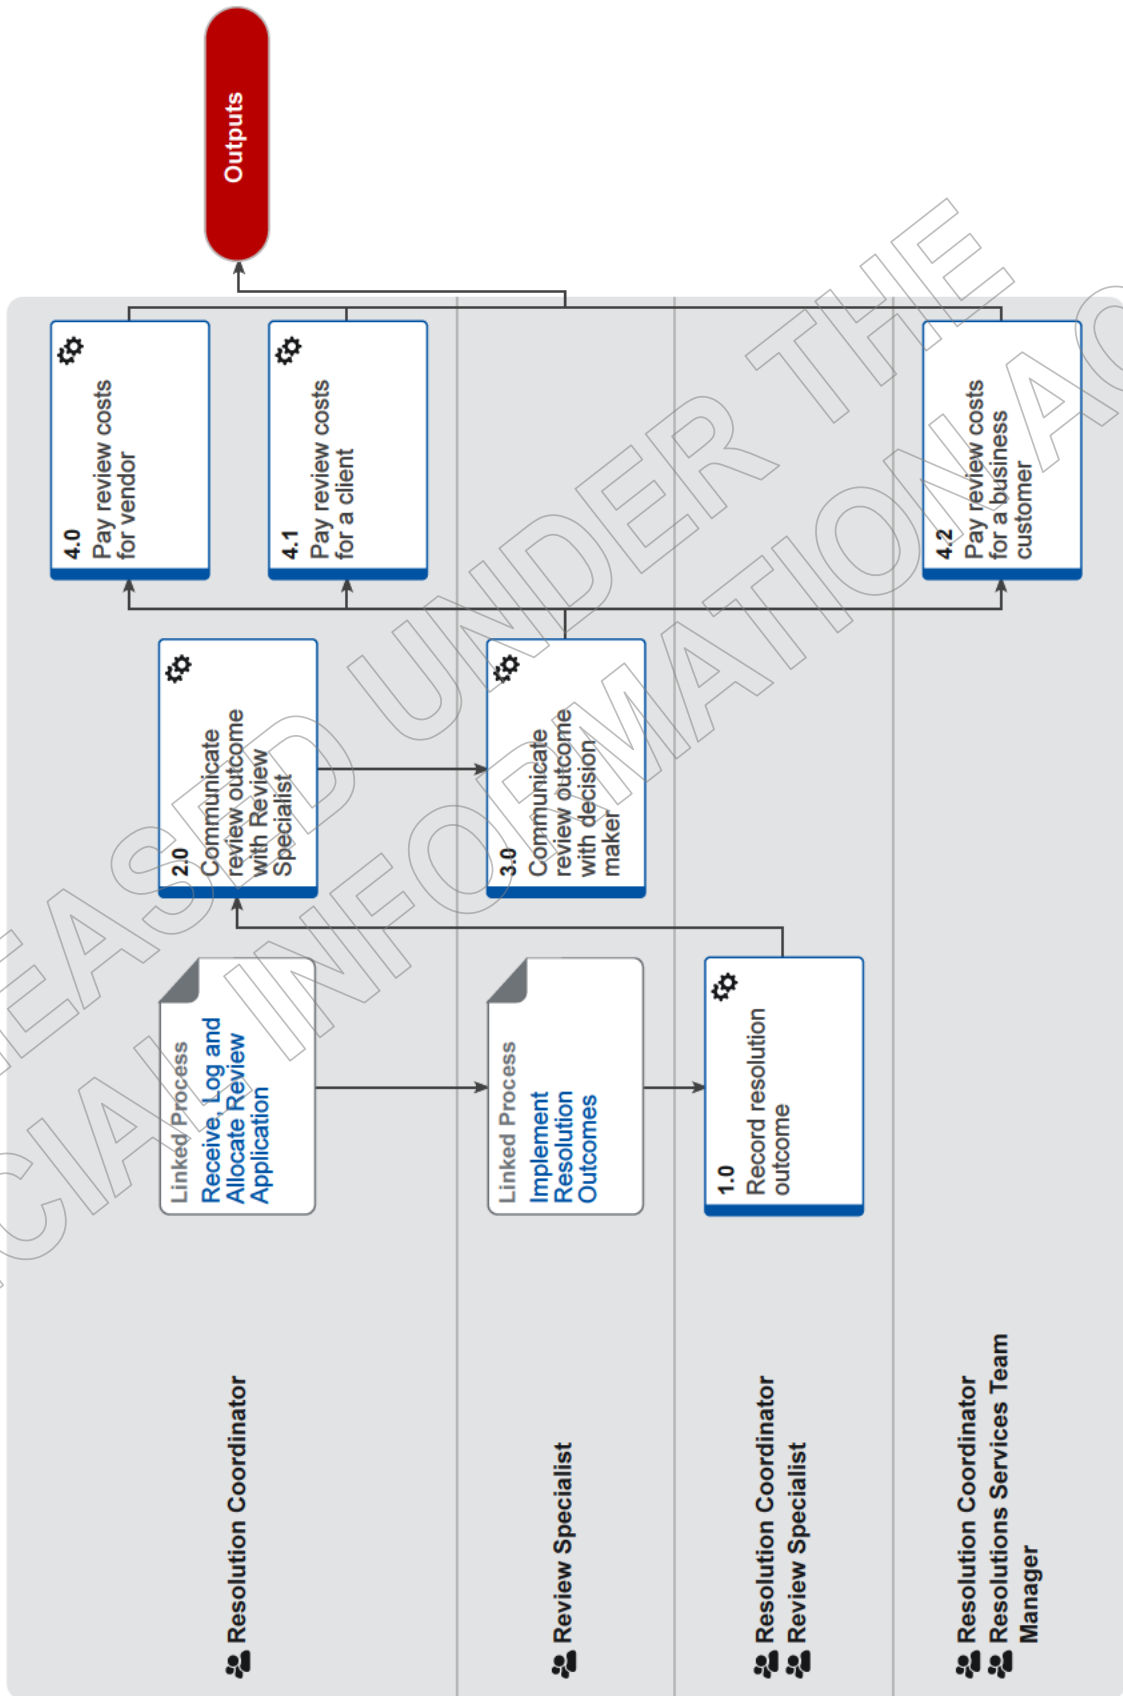 Resolution Coordinator
Linked Process
Receive, Log and
Allocate Review
Application
2.0
Communicate
review outcome
with Review
Specialist
4.0
Pay review costs
for vendor
4.1
Pay review costs
for a client
Outputs
Review Specialist
Linked Process
Implement
Resolution
Outcomes
3.0
Communicate
review outcome
with decision
maker
Resolution Coordinator
Review Specialist
1.0
Record resolution
outcome
Resolution Coordinator
Resolutions Services Team
Manager
4.2
Pay review costs
for a business
customer
EASED UNDER THE
CIAL INFORMATION AC